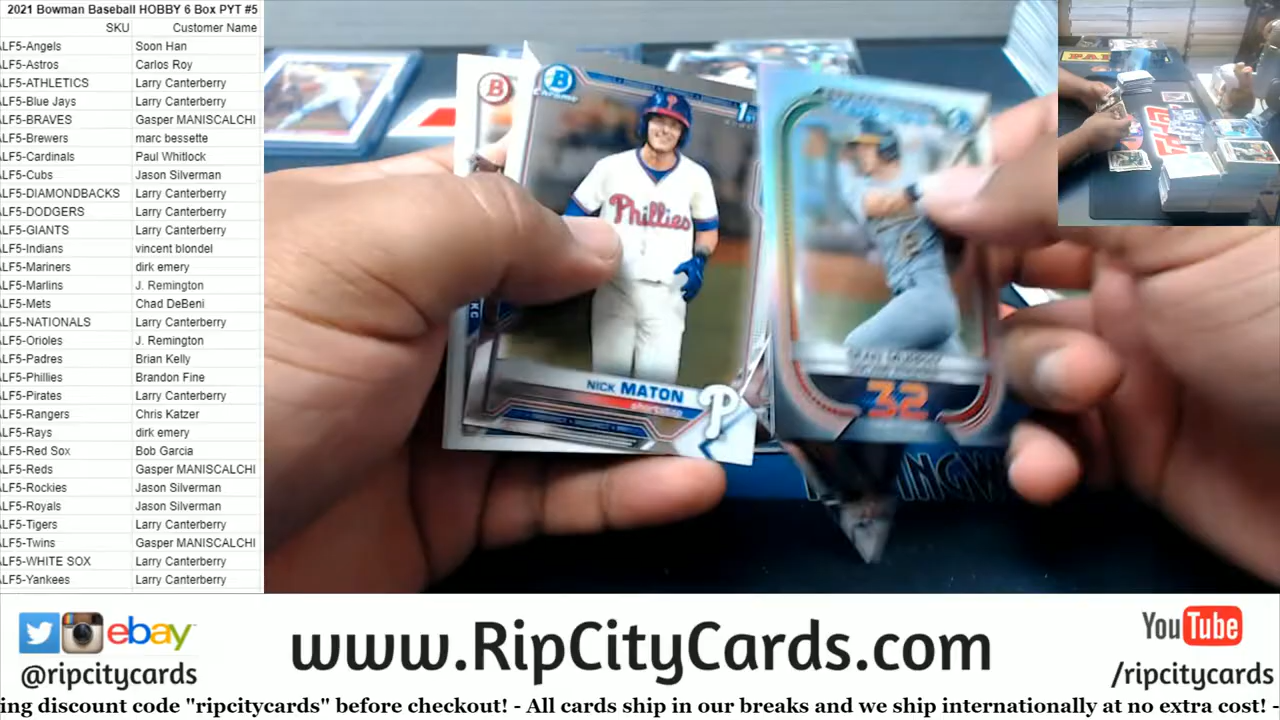 2021 Bowman Baseball HOBBY 6 Box PYT #5
SKU Customer Name
ALF5-Angels Soon Han
ALF5-Astros Carlos Roy
ALF5-ATHLETICS Larry Canterberry
ALF5-Blue Jays Larry Canterberry
ALF5-BRAVES Gasper MANISCALCHI
ALF5-Brewers marc bessette
ALF5-Cardinals Paul Whitlock
ALF5-Cubs Jason Silverman
ALF5-DIAMONDBACKS Larry Canterberry
ALF5-DODGERS Larry Canterberry
ALF5-GIANTS Larry Canterberry
ALF5-Indians vincent blondel
ALF5-Mariners dirk emery
ALF5-Marlins J. Remington
ALF5-Mets Chad DeBeni
ALF5-NATIONALS Larry Canterberry
ALF5-Orioles J. Remington
ALF5-Padres Brian Kelly
ALF5-Phillies Brandon Fine
ALF5-Pirates Larry Canterberry
ALF5-Rangers Chris Katzer
ALF5-Rays dirk emery
ALF5-Red Sox Bob Garcia
ALF5-Reds Gasper MANISCALCHI
ALF5-Rockies Jason Silverman
ALF5-Royals Jason Silverman
ALF5-Tigers Larry Canterberry
ALF5-Twins Gasper MANISCALCHI
ALF5-WHITE SOX Larry Canterberry
ALF5-Yankees Larry Canterberry
B
B
Chrome
1st
Phillies
NICK MATON
shortstop
P
32
ebay
@ripcitycards
www.RipCityCards.com
YouTube
/ripcitycards
ing discount code "ripcitycards" before checkout! - All cards ship in our breaks and we ship internationally at no extra cost! -